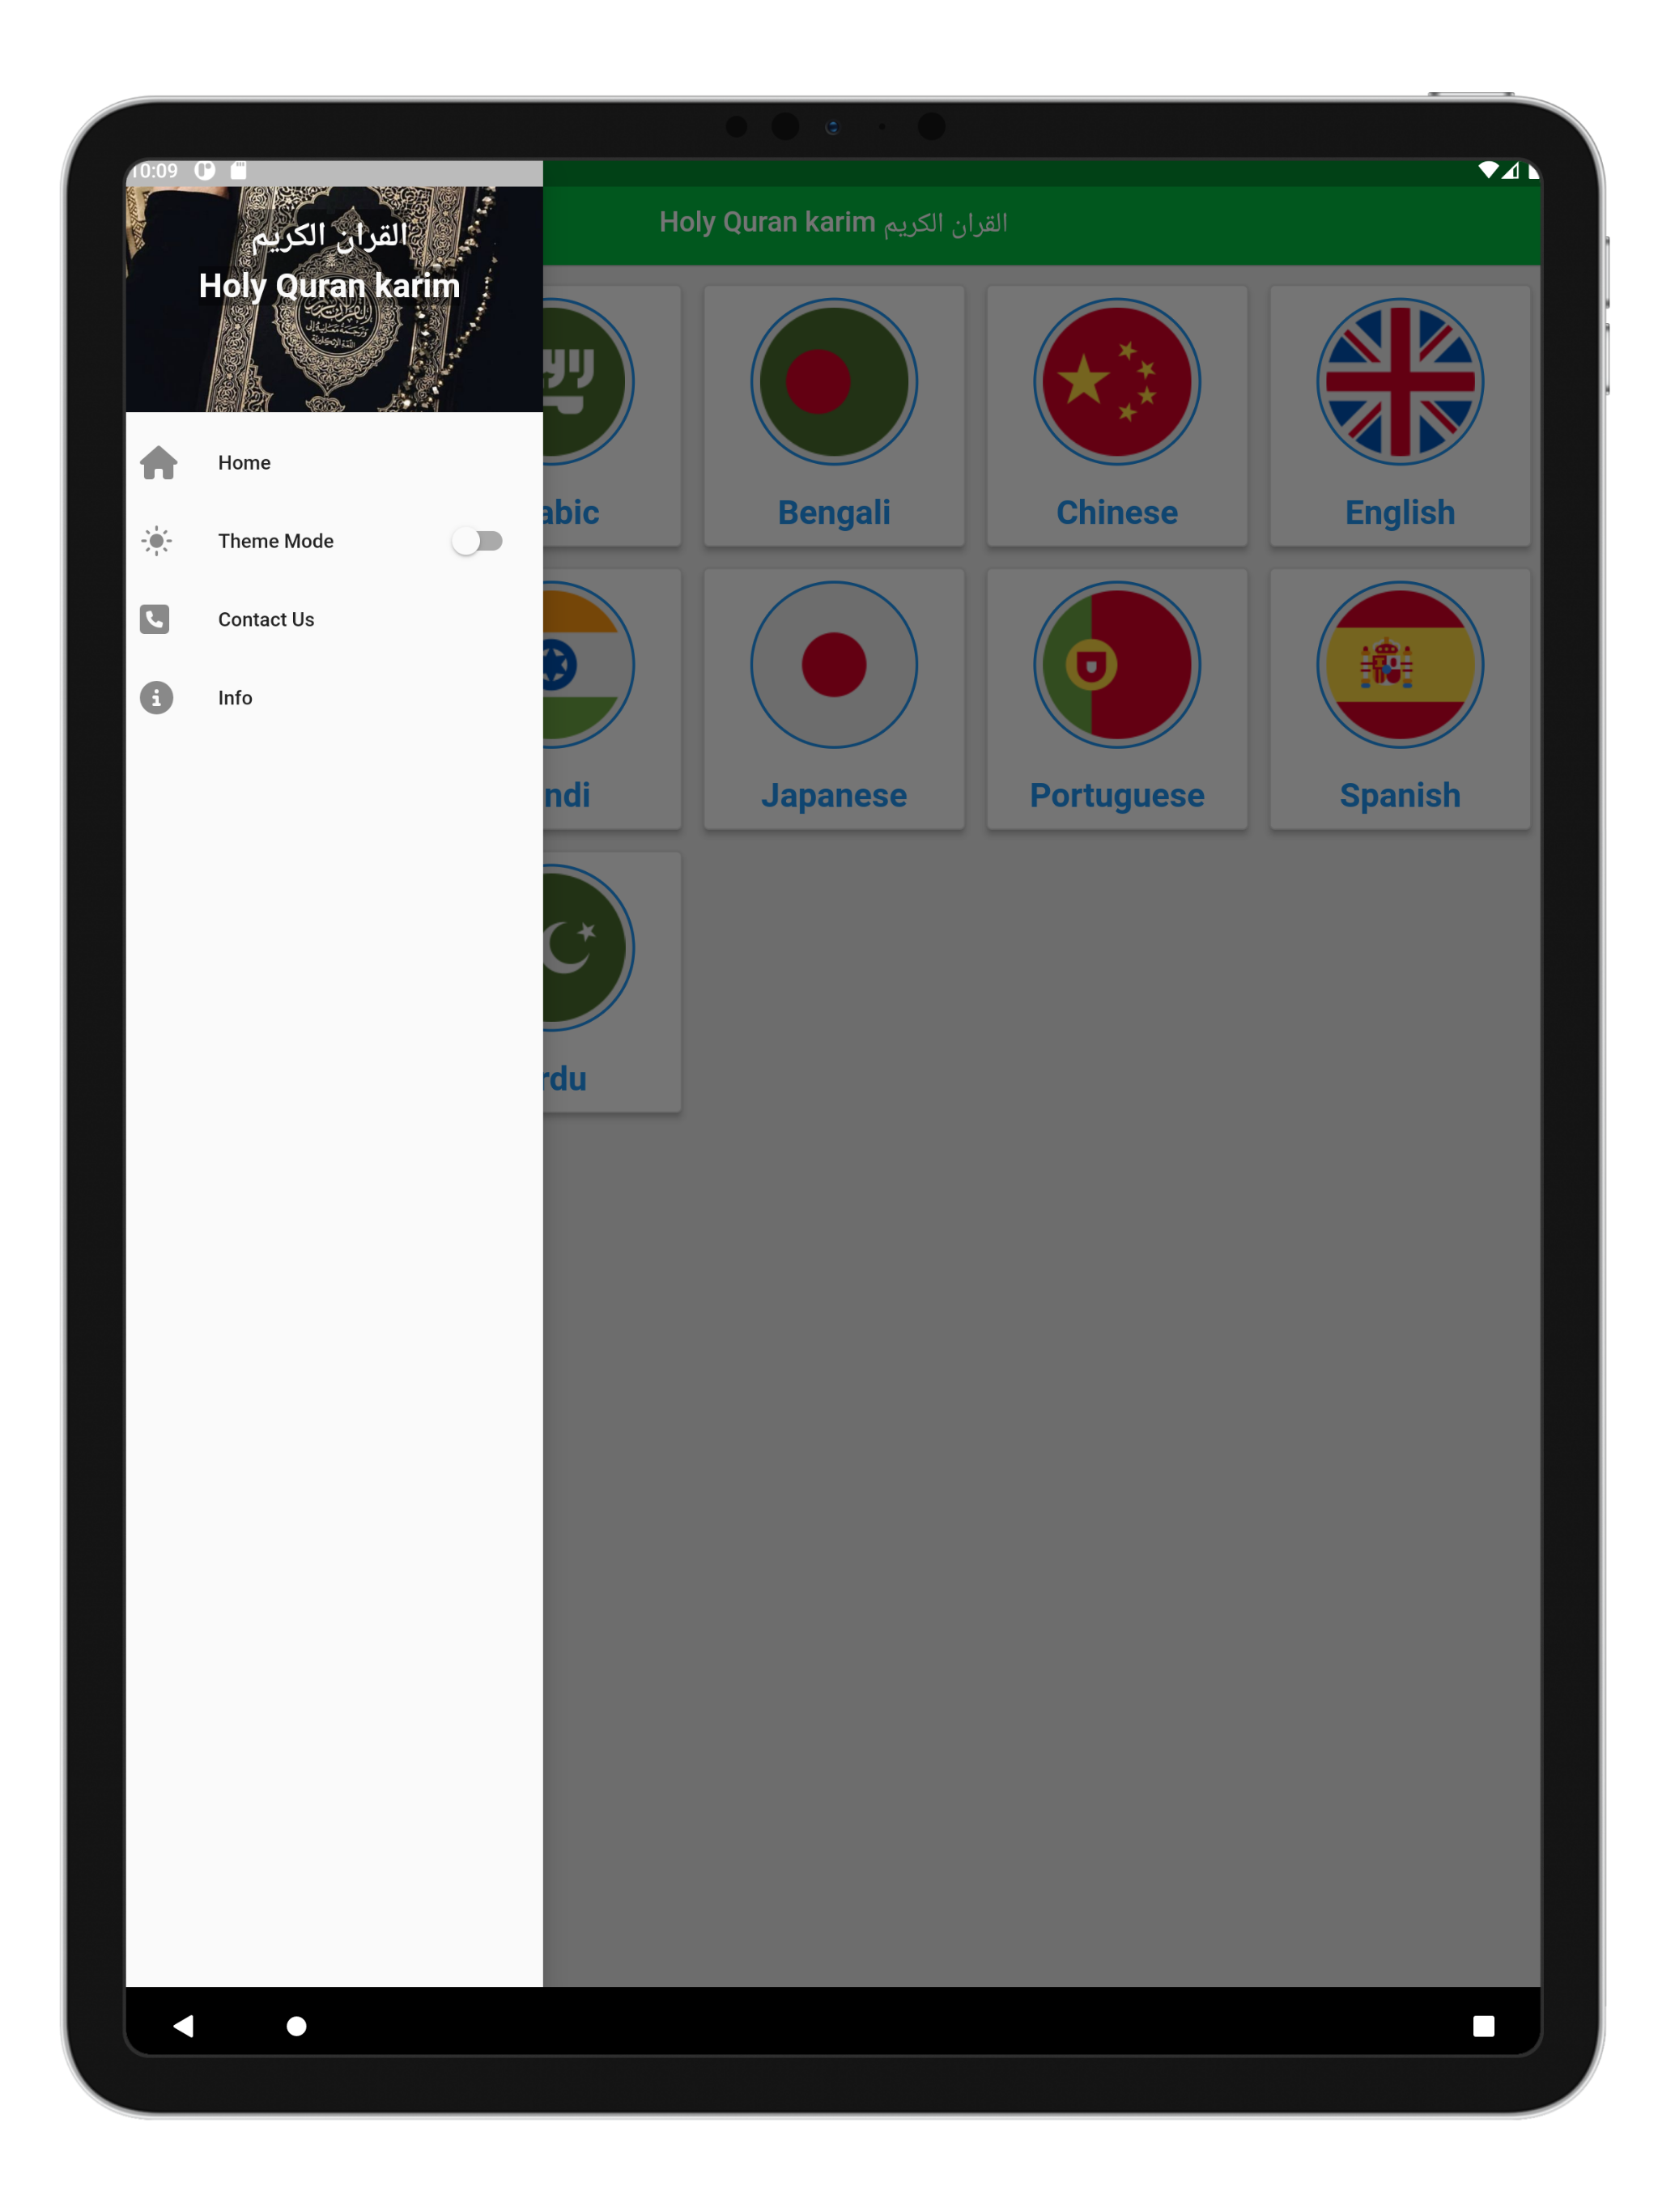 10:09
القران الكريم
Holy Quran karim
Home
Theme Mode
Contact Us
Info
Holy Quran karim القران الكريم
abic
Bengali
Chinese
English
ndi
Japanese
Portuguese
Spanish
rdu